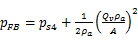 p_FB = p_s4 + 1/(2ρ_a) (Q_v ρ_a / A)^2